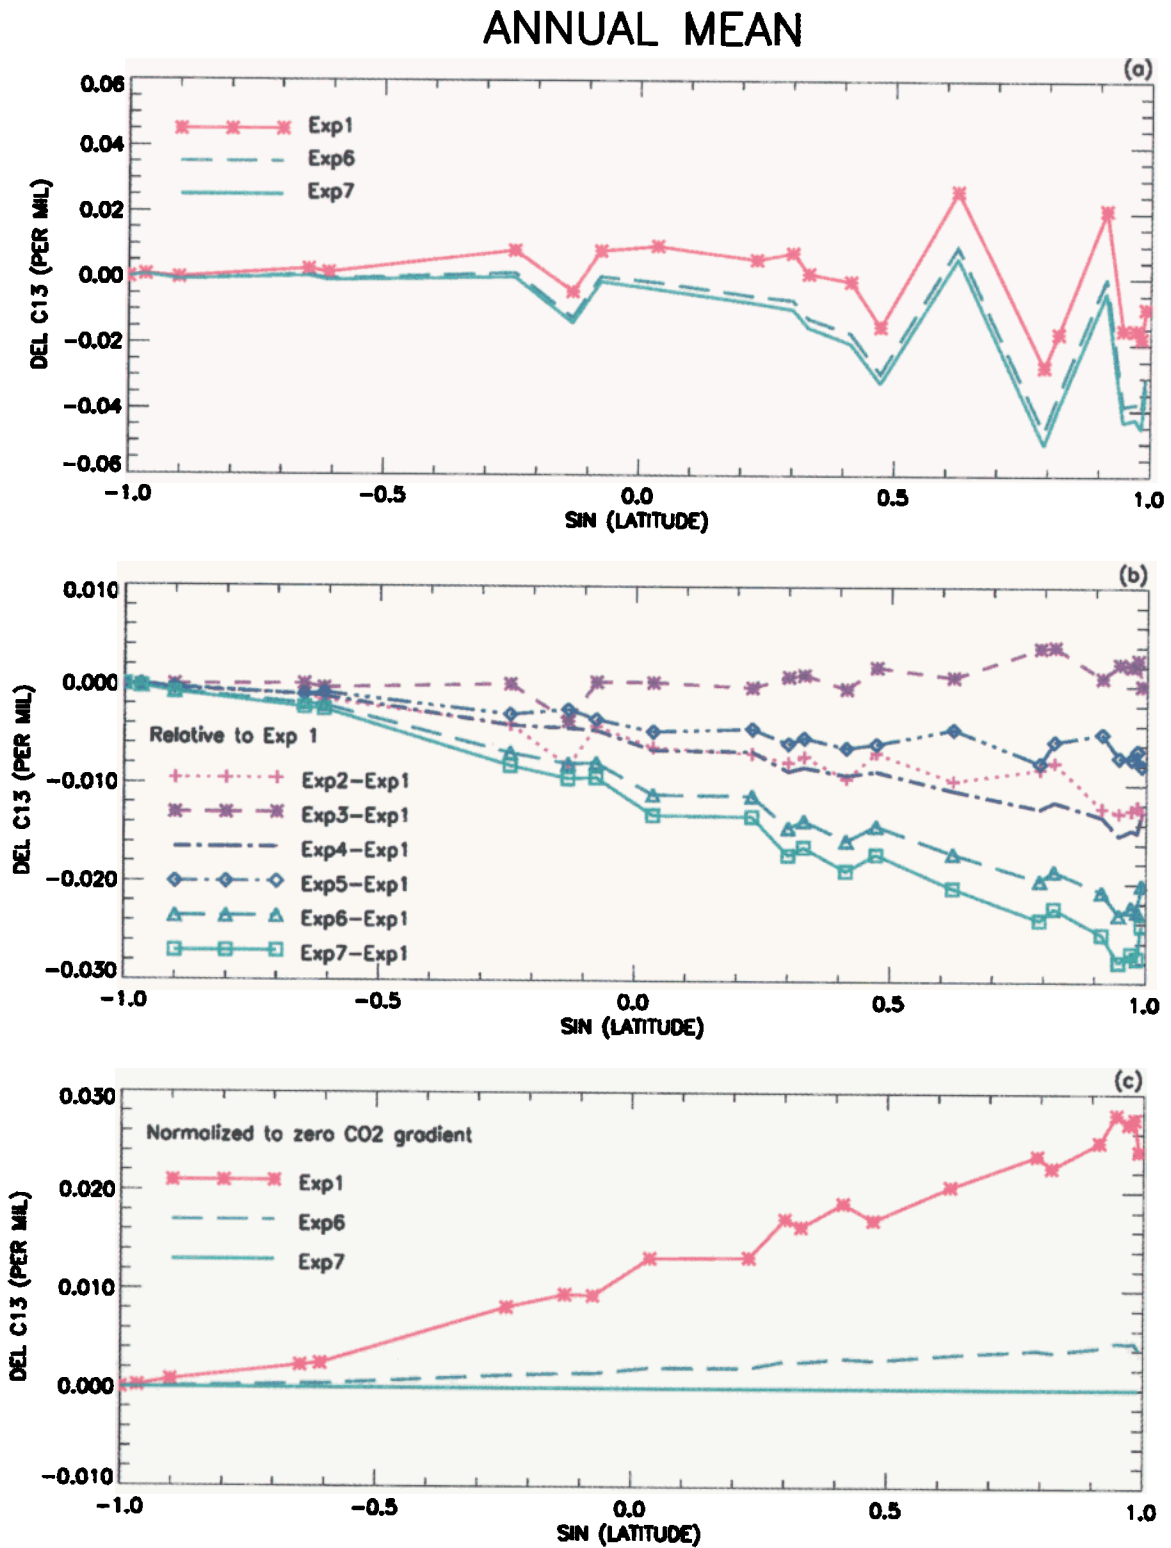 ANNUAL MEAN
(a)
0.06
0.04
0.02
0.00
-0.02
-0.04
-0.06
DEL C13 (PER MIL)
Exp1
Exp6
Exp7
-1.0
-0.5
0.0
0.5
1.0
SIN (LATITUDE)
(b)
0.010
0.000
-0.010
-0.020
-0.030
DEL C13 (PER MIL)
Relative to Exp 1
Exp2-Exp1
Exp3-Exp1
Exp4-Exp1
Exp5-Exp1
Exp6-Exp1
Exp7-Exp1
-1.0
-0.5
0.0
0.5
1.0
SIN (LATITUDE)
(c)
0.030
0.020
0.010
0.000
-0.010
DEL C13 (PER MIL)
Normalized to zero CO2 gradient
Exp1
Exp6
Exp7
-1.0
-0.5
0.0
0.5
1.0
SIN (LATITUDE)